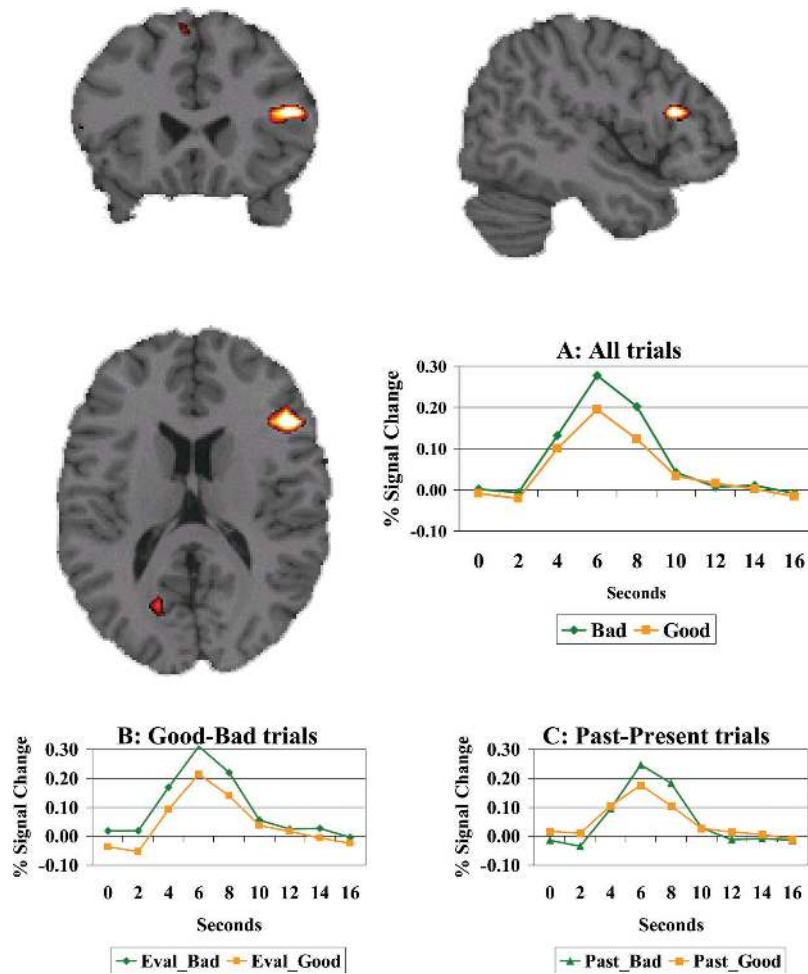 A: All trials
0.30
0.20
0.10
0.00
-0.10
% Signal Change
0 2 4 6 8 10 12 14 16
Seconds
Bad Good
B: Good-Bad trials
0.30
0.20
0.10
0.00
-0.10
% Signal Change
0 2 4 6 8 10 12 14 16
Seconds
Eval_Bad Eval_Good
C: Past-Present trials
0.30
0.20
0.10
0.00
-0.10
% Signal Change
0 2 4 6 8 10 12 14 16
Seconds
Past_Bad Past_Good